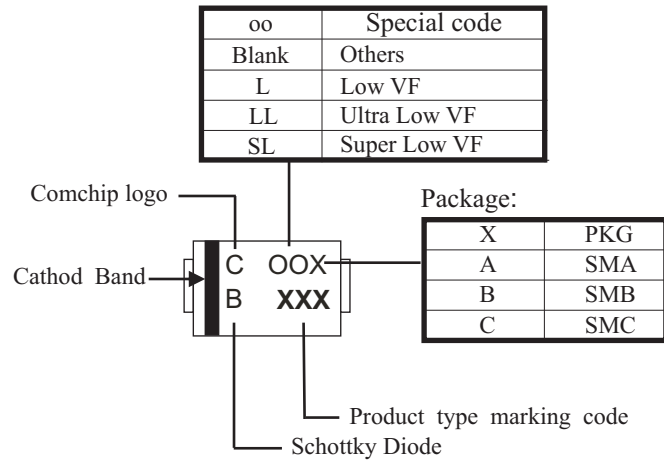 oo Special code
Blank Others
L Low VF
LL Ultra Low VF
SL Super Low VF
Comchip logo
Package:
X PKG
A SMA
B SMB
C SMC
Cathod Band
C OOX
B XXX
Product type marking code
Schottky Diode